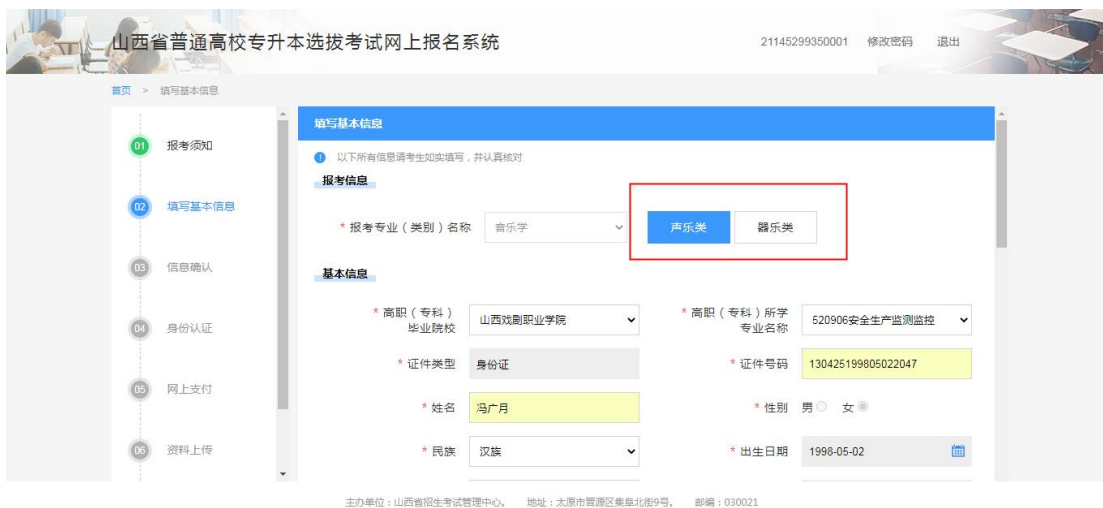 山西省普通高校专升本选拔考试网上报名系统
21145299350001 修改密码 退出
首页 > 填写基本信息
01 报考须知
02 填写基本信息
03 信息确认
04 身份认证
05 网上支付
06 资料上传
填写基本信息
以下所有信息请考生如实填写，并认真核对
报考信息
* 报考专业（类别）名称 音乐学 声乐类 器乐类
基本信息
* 高职（专科）毕业院校 山西戏剧职业学院 * 高职（专科）所学专业名称 520906安全生产监测监控
* 证件类型 身份证 * 证件号码 130425199805022047
* 姓名 冯广月 * 性别 男 女
* 民族 汉族 * 出生日期 1998-05-02
主办单位：山西省招生考试管理中心。 地址：太原市晋源区集阜北街9号。 邮编：030021